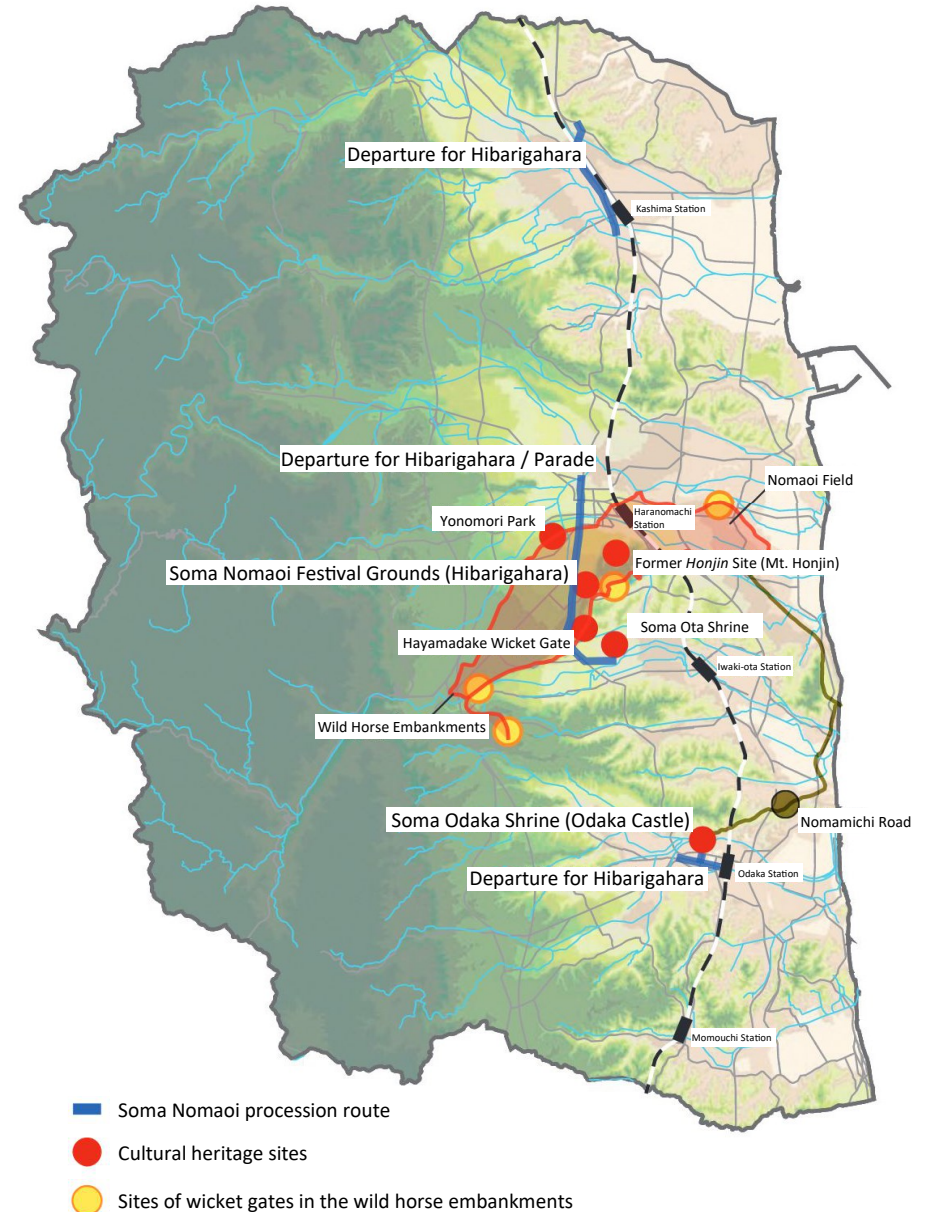 Departure for Hibarigahara
Kashima Station
Departure for Hibarigahara / Parade
Nomaoi Field
Yonomori Park
Haranomachi
Station
Former Honjin Site (Mt. Honjin)
Soma Nomaoi Festival Grounds (Hibarigahara)
Soma Ota Shrine
Hayamadake Wicket Gate
Iwaki-ota Station
Wild Horse Embankments
Soma Odaka Shrine (Odaka Castle)
Nomamichi Road
Departure for Hibarigahara
Odaka Station
Momouchi Station
Soma Nomaoi procession route
Cultural heritage sites
Sites of wicket gates in the wild horse embankments